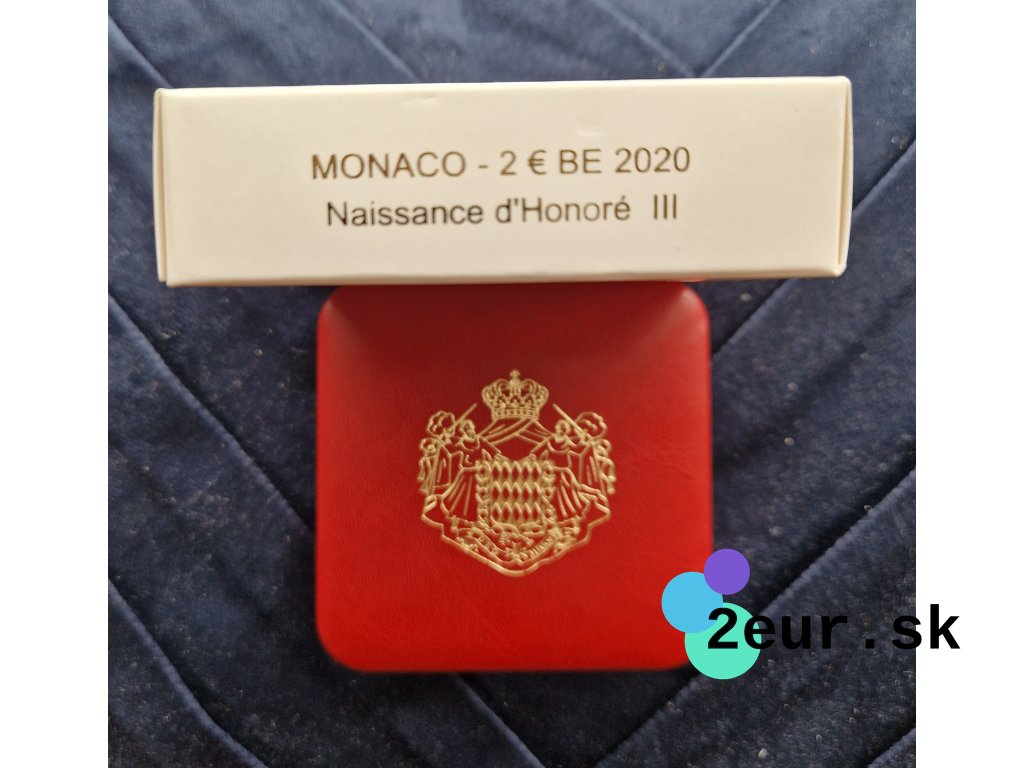 MONACO - 2 € BE 2020
Naissance d'Honoré III
2eur.sk